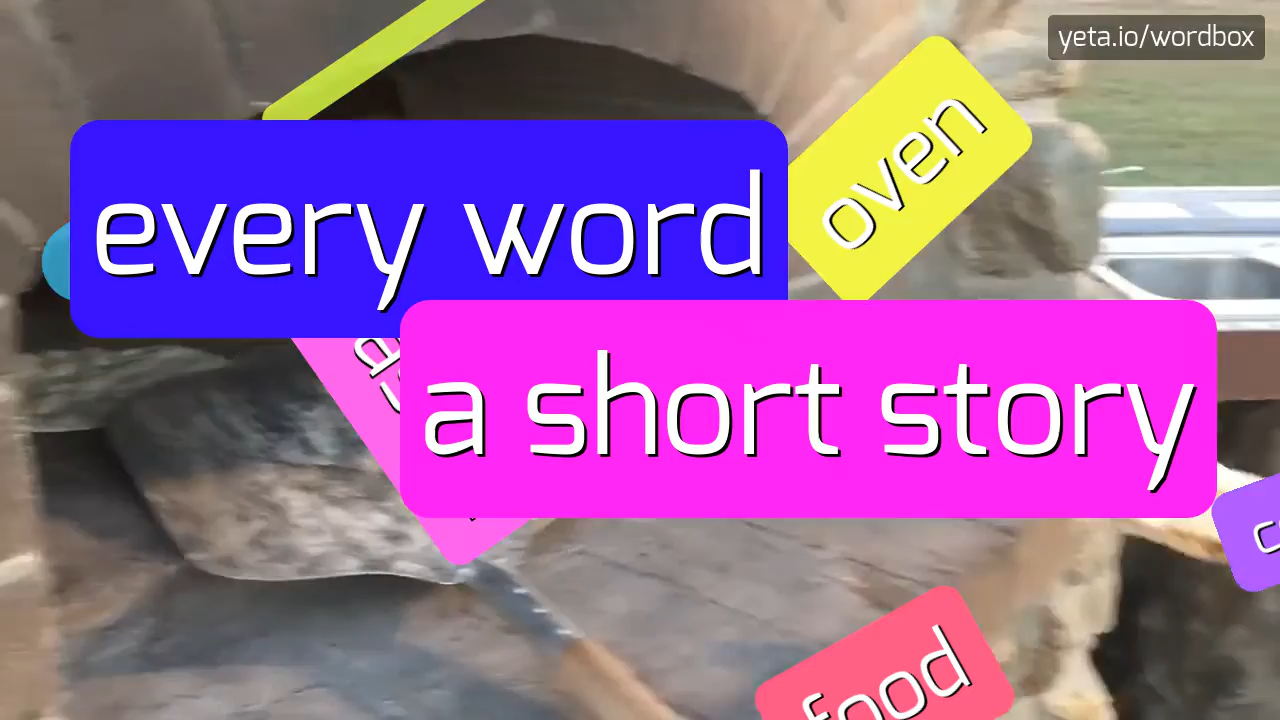 yeta.io/wordbox
oven
every word
a short story
food